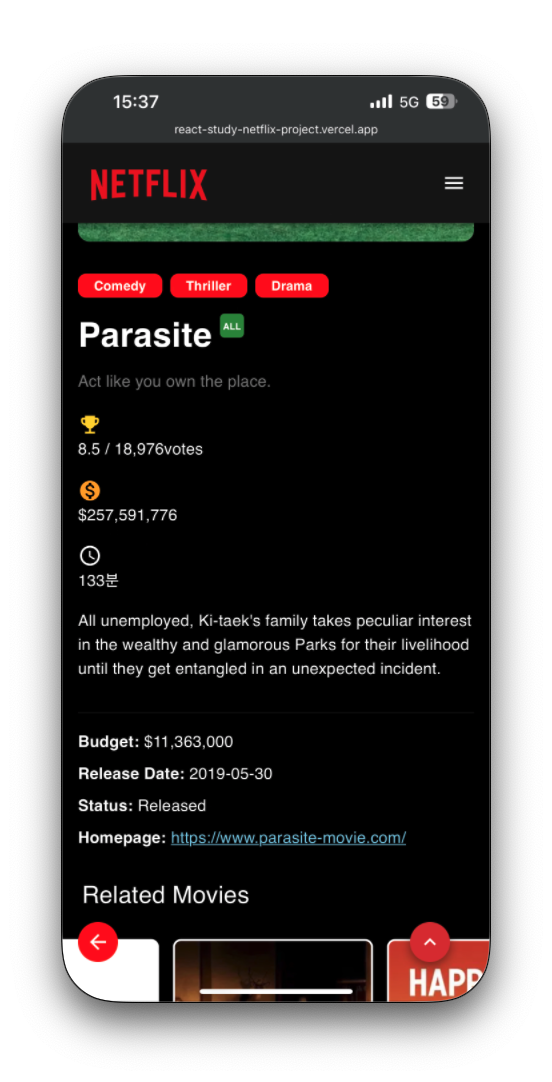 15:37
5G 59
react-study-netflix-project.vercel.app
NETFLIX
Comedy Thriller Drama
Parasite ALL
Act like you own the place.
8.5 / 18,976votes
$257,591,776
133분
All unemployed, Ki-taek's family takes peculiar interest
in the wealthy and glamorous Parks for their livelihood
until they get entangled in an unexpected incident.
Budget: $11,363,000
Release Date: 2019-05-30
Status: Released
Homepage: https://www.parasite-movie.com/
Related Movies
HAPP